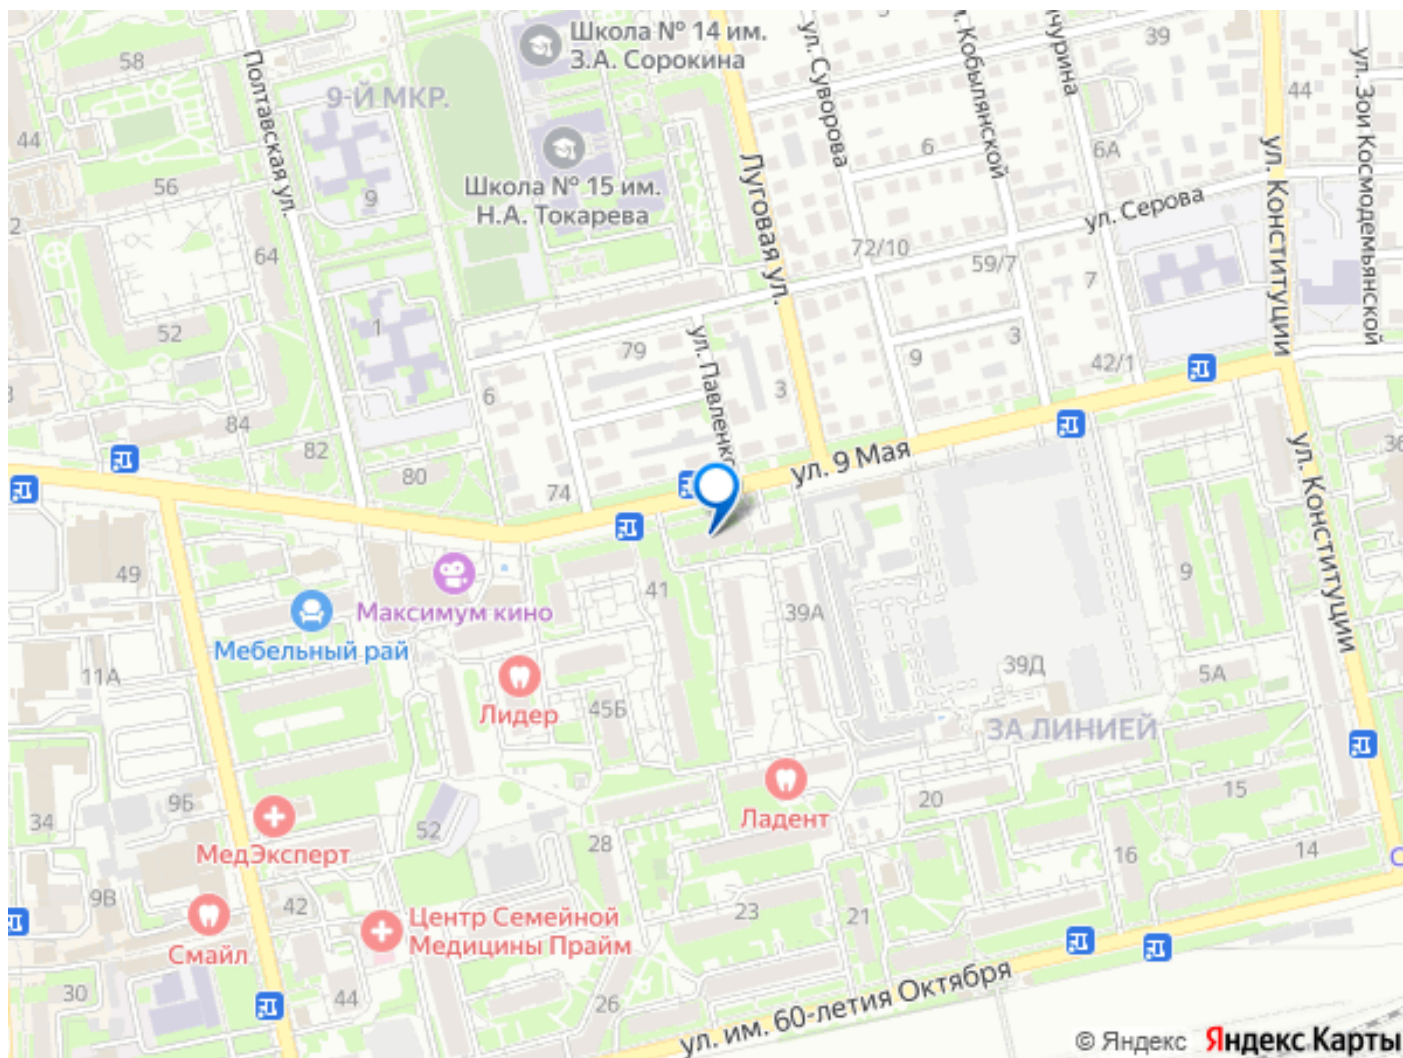 Школа № 14 им.
З.А. Сорокина
39
58
9-Й МКР.
44
44
Полтавская ул.
ул. Суворова
Кобылянской
ул. Конституции
ул. Зои Космодемьянской
6
6А
Школа № 15 им.
Н.А. Токарева
56
9
Луговая ул.
ул. Серова
2
64
72/10
59/7
7
52
1
79
ул. Павленко
3
9
3
42/1
6
84
82
80
74
ул. 9 Мая
ул. Конституции
36
49
Максимум кино
41
39А
9
Мебельный рай
11А
Лидер
45Б
39Д
5А
ЗА ЛИНИЕЙ
34
9Б
52
Ладент
20
15
МедЭксперт
28
16
14
9В
42
23
21
Смайл
Центр Семейной
Медицины Прайм
30
44
26
ул. им. 60-летия Октября
© Яндекс Яндекс Карты